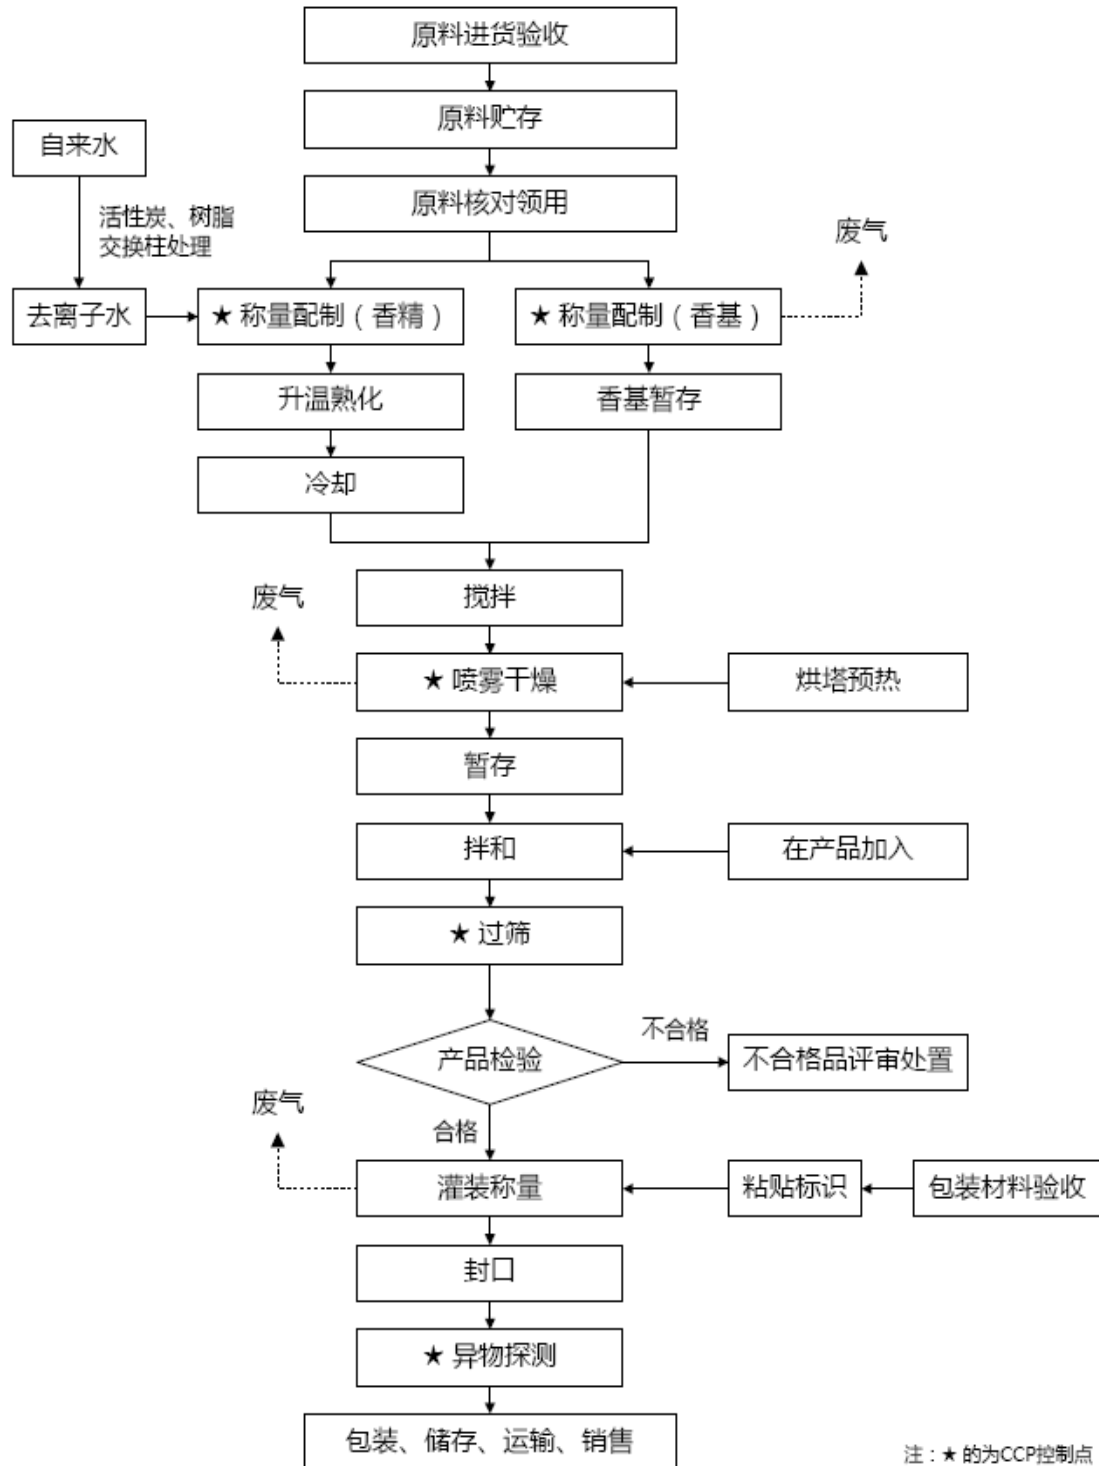 原料进货验收
原料贮存
自来水
原料核对领用
活性炭、树脂
交换柱处理
废气
去离子水
★ 称量配制（香精）
★ 称量配制（香基）
升温熟化
香基暂存
冷却
搅拌
废气
★ 喷雾干燥
烘塔预热
暂存
拌和
在产品加入
★ 过筛
不合格
产品检验
不合格品评审处置
废气
合格
灌装称量
粘贴标识
包装材料验收
封口
★ 异物探测
包装、储存、运输、销售
注：★ 的为CCP控制点